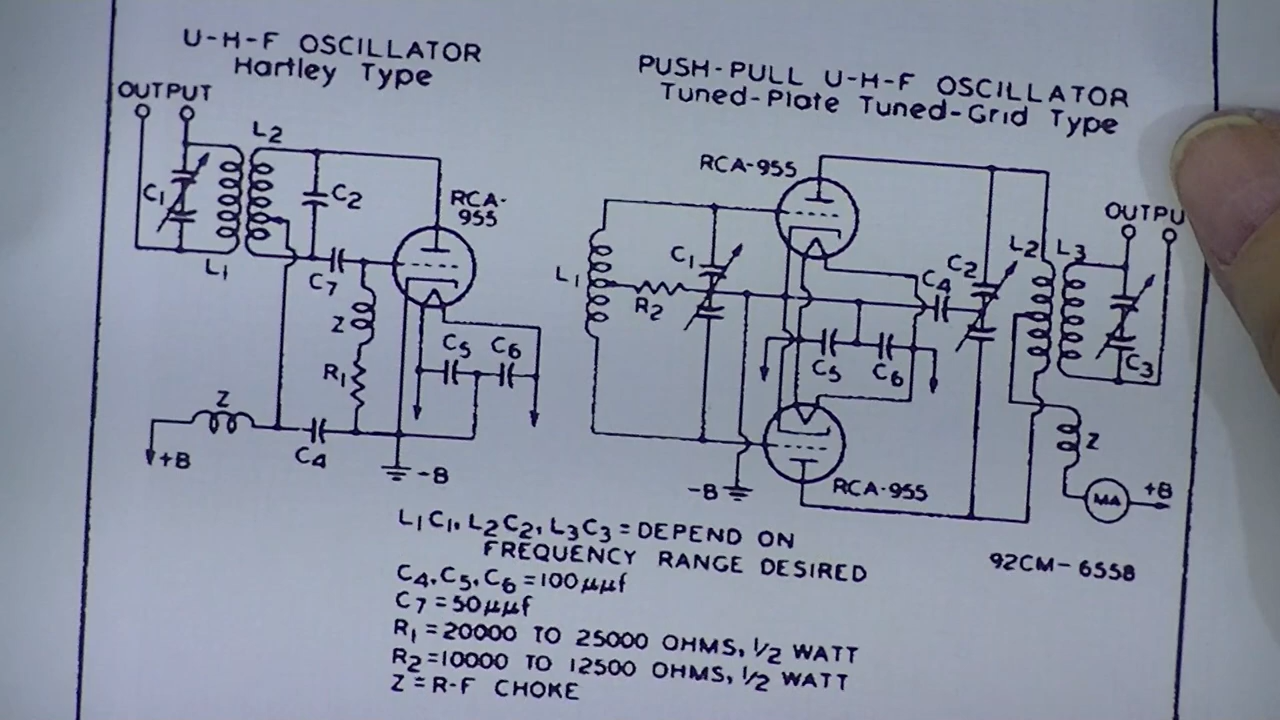 U-H-F OSCILLATOR
Hartley Type
OUTPUT
L2
C1
C2
RCA-
955
L1
C7
Z
C5 C6
R1
Z
+B
C4
-B
PUSH-PULL U-H-F OSCILLATOR
Tuned-Plate Tuned-Grid Type
RCA-955
OUTPU
C1
L2
L3
C2
C4
L1
R2
C5
C6
C3
Z
-B
RCA-955
MA
+B
L1C1, L2C2, L3C3 = DEPEND ON
FREQUENCY RANGE DESIRED
92CM-6558
C4, C5, C6 = 100μμf
C7 = 50μμf
R1 = 20000 TO 25000 OHMS, 1/2 WATT
R2 = 10000 TO 12500 OHMS, 1/2 WATT
Z = R-F CHOKE